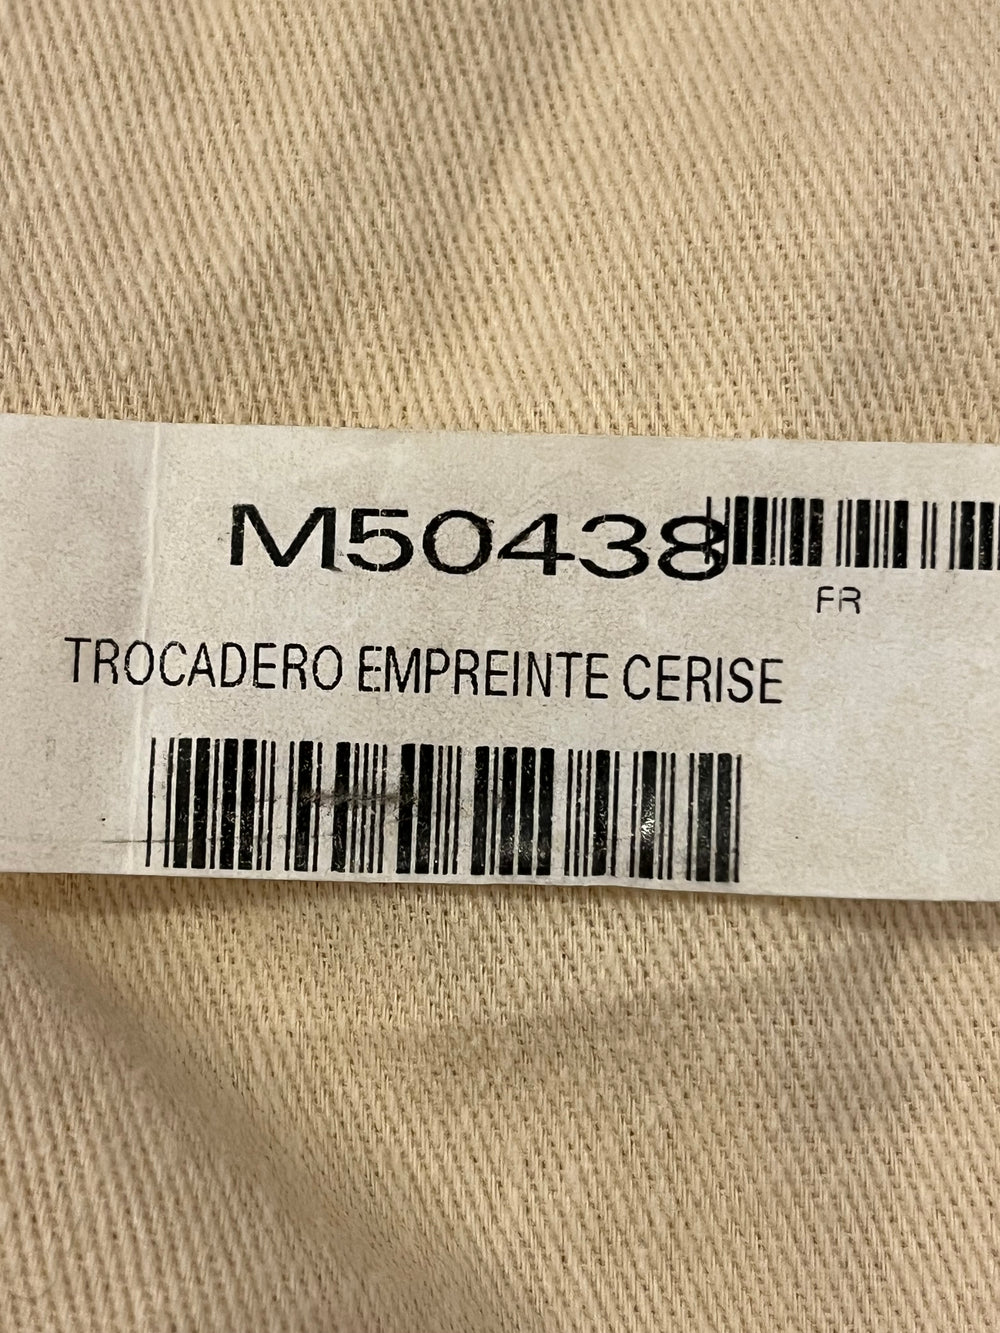 M50438
FR
TROCADERO EMPREINTE CERISE